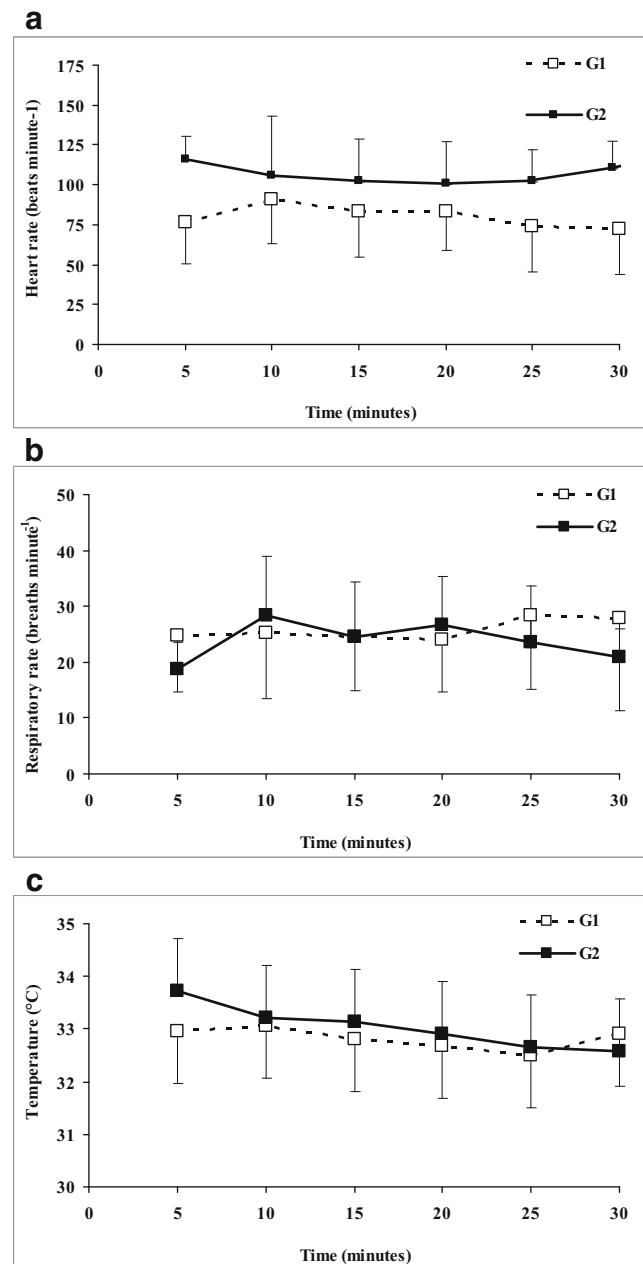 a
Heart rate (beats minute-1)
175
150
125
100
75
50
25
0
G1
G2
0 5 10 15 20 25 30
Time (minutes)
b
Respiratory rate (breaths minute-1)
50
40
30
20
10
0
G1
G2
0 5 10 15 20 25 30
Time (minutes)
c
Temperature (°C)
35
34
33
32
31
30
G1
G2
0 5 10 15 20 25 30
Time (minutes)